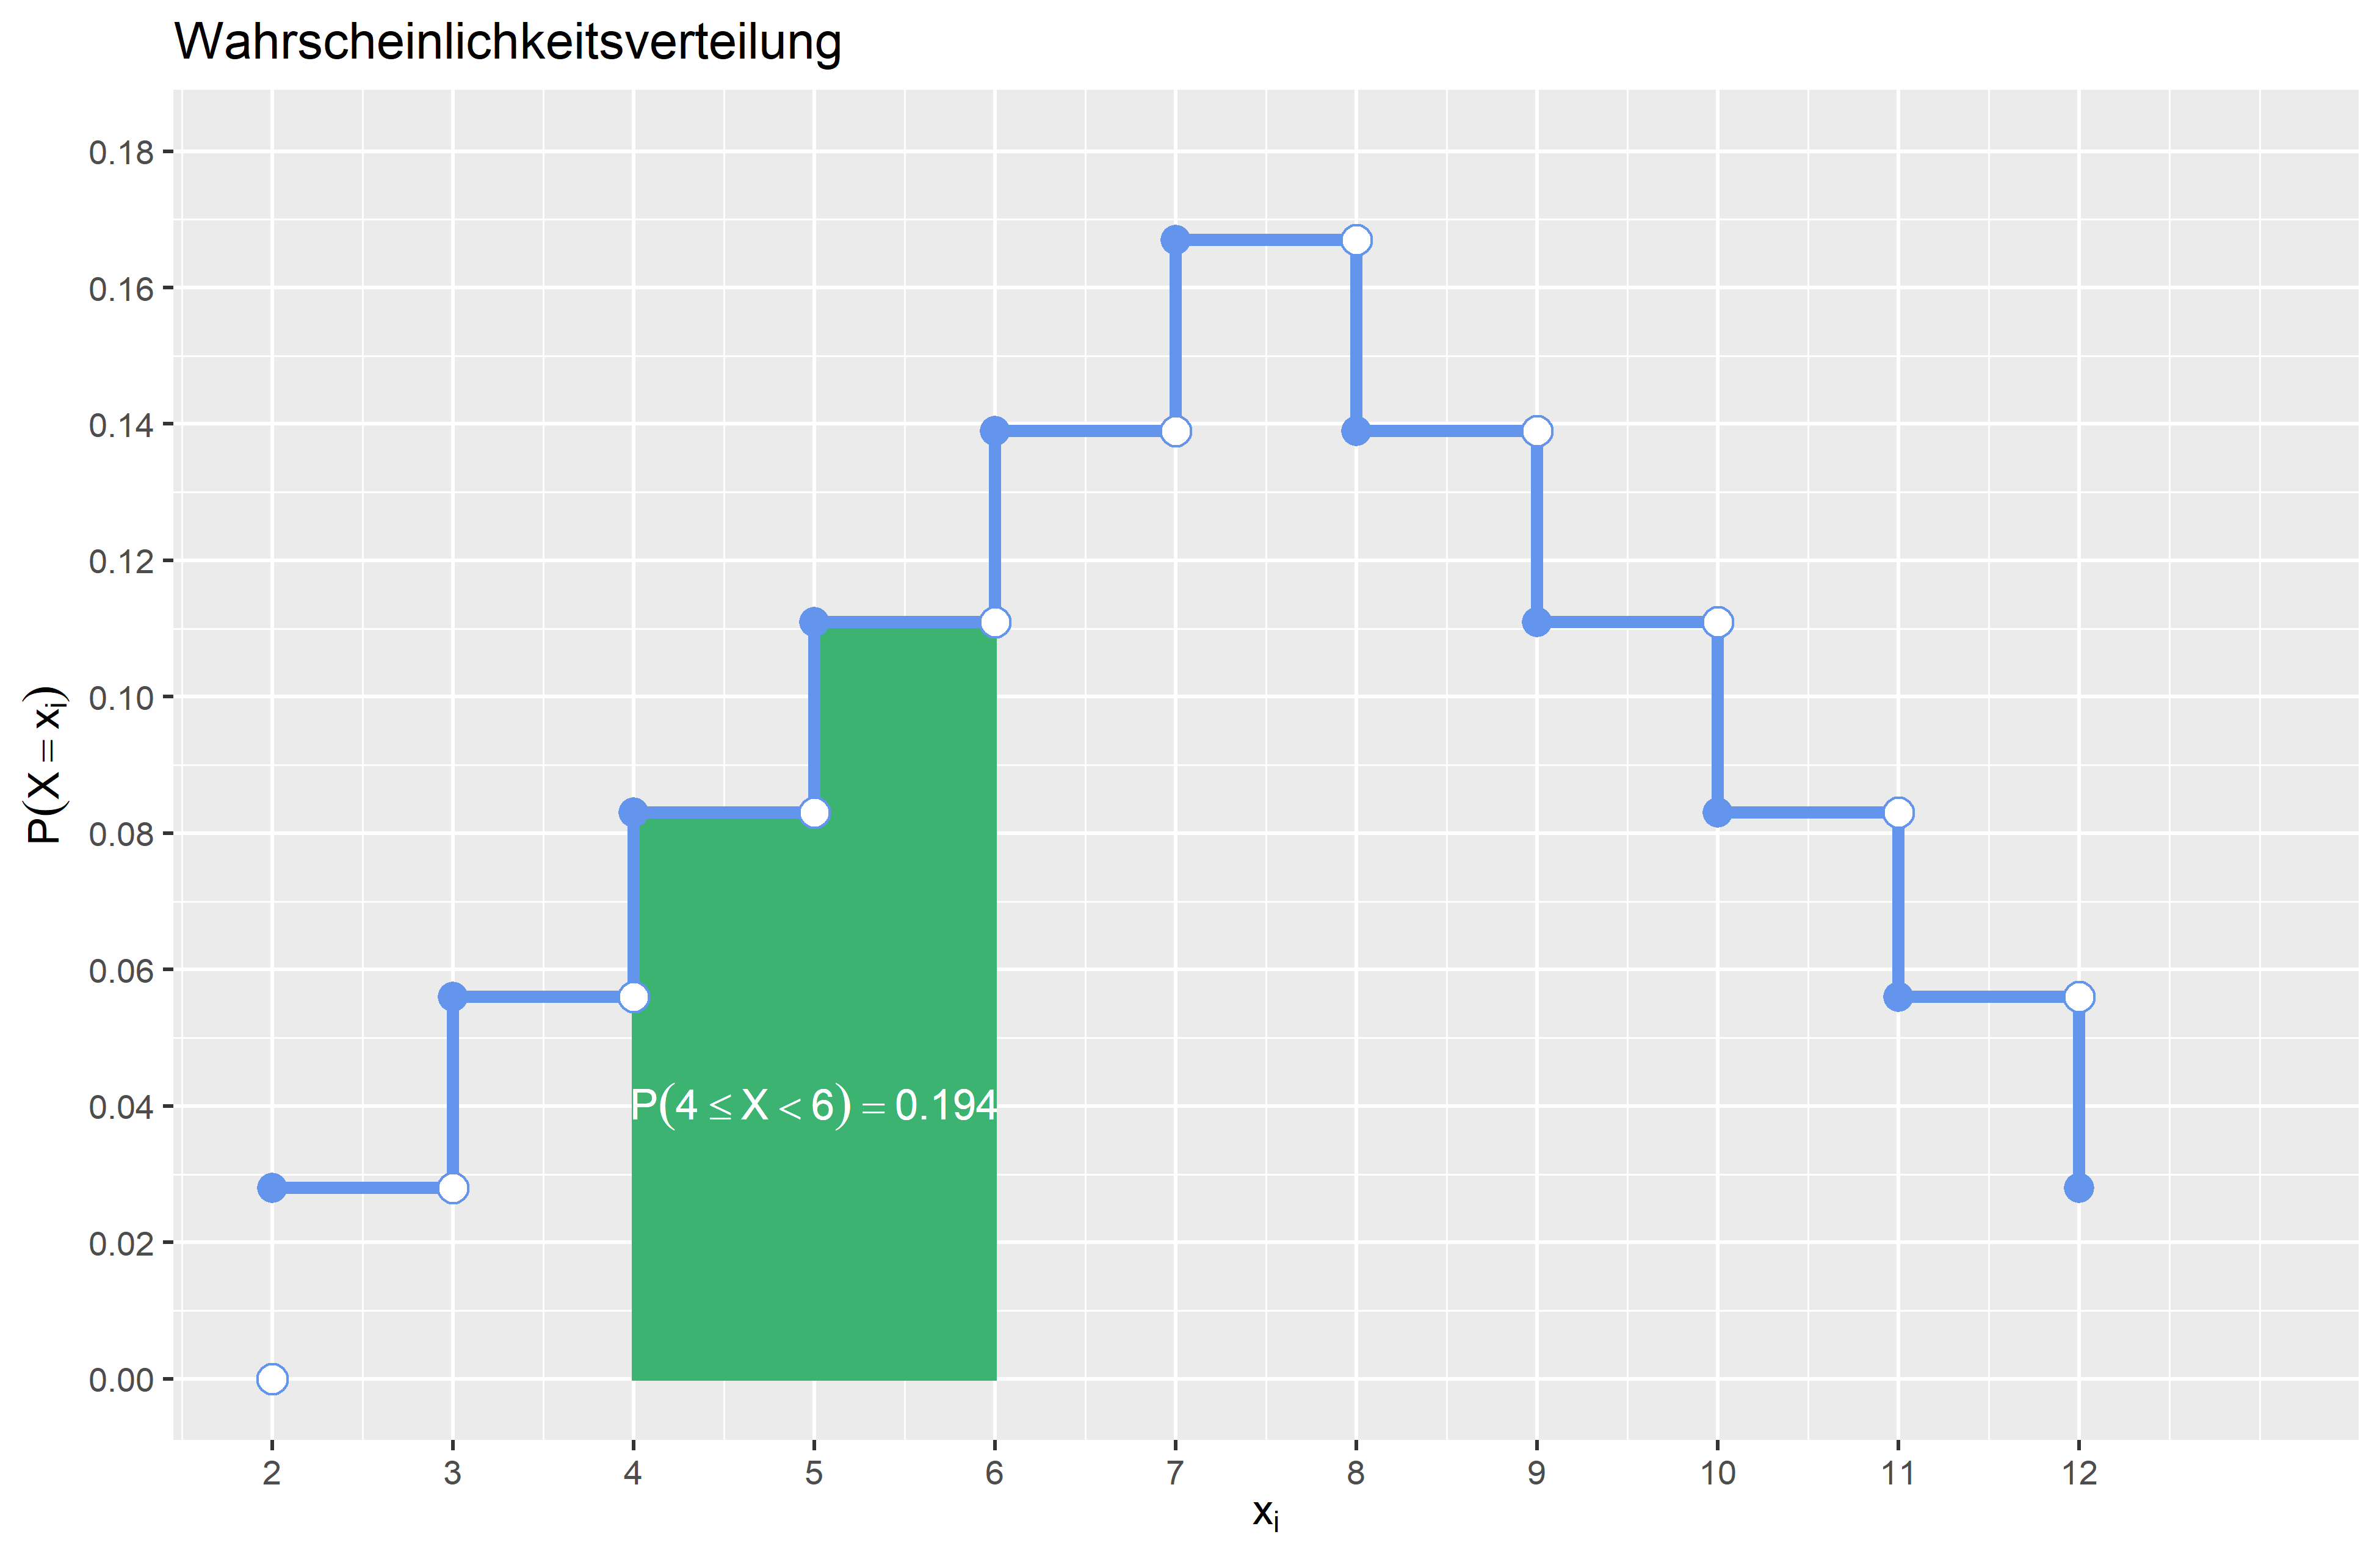 Wahrscheinlichkeitsverteilung
0.18
0.16
0.14
0.12
0.10
0.08
0.06
0.04
0.02
0.00
P(X = xᵢ)
P(4 ≤ X < 6) = 0.194
2 3 4 5 6 7 8 9 10 11 12
xᵢ